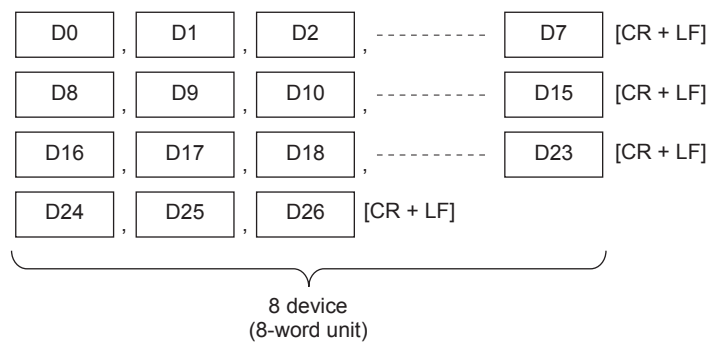 D0 , D1 , D2 , D7 [CR + LF]
D8 , D9 , D10 , D15 [CR + LF]
D16 , D17 , D18 , D23 [CR + LF]
D24 , D25 , D26 [CR + LF]
8 device
(8-word unit)